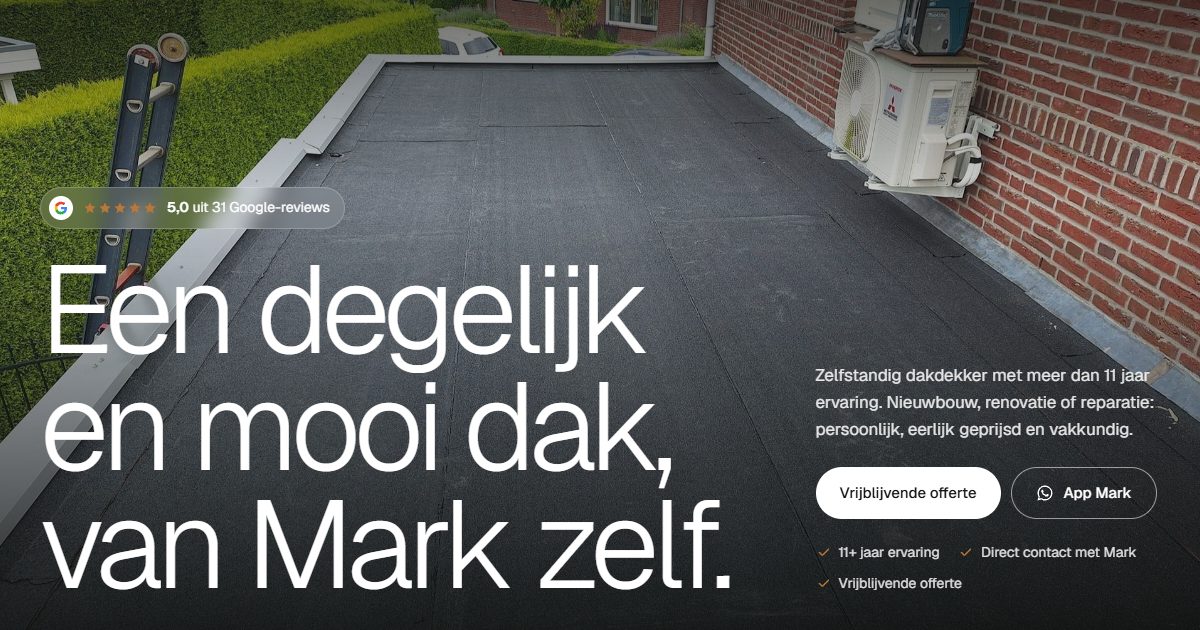 5,0 uit 31 Google-reviews
Een degelijk
en mooi dak,
van Mark zelf.
Zelfstandig dakdekker met meer dan 11 jaar
ervaring. Nieuwbouw, renovatie of reparatie:
persoonlijk, eerlijk geprijsd en vakkundig.
Vrijblijvende offerte
App Mark
11+ jaar ervaring
Direct contact met Mark
Vrijblijvende offerte